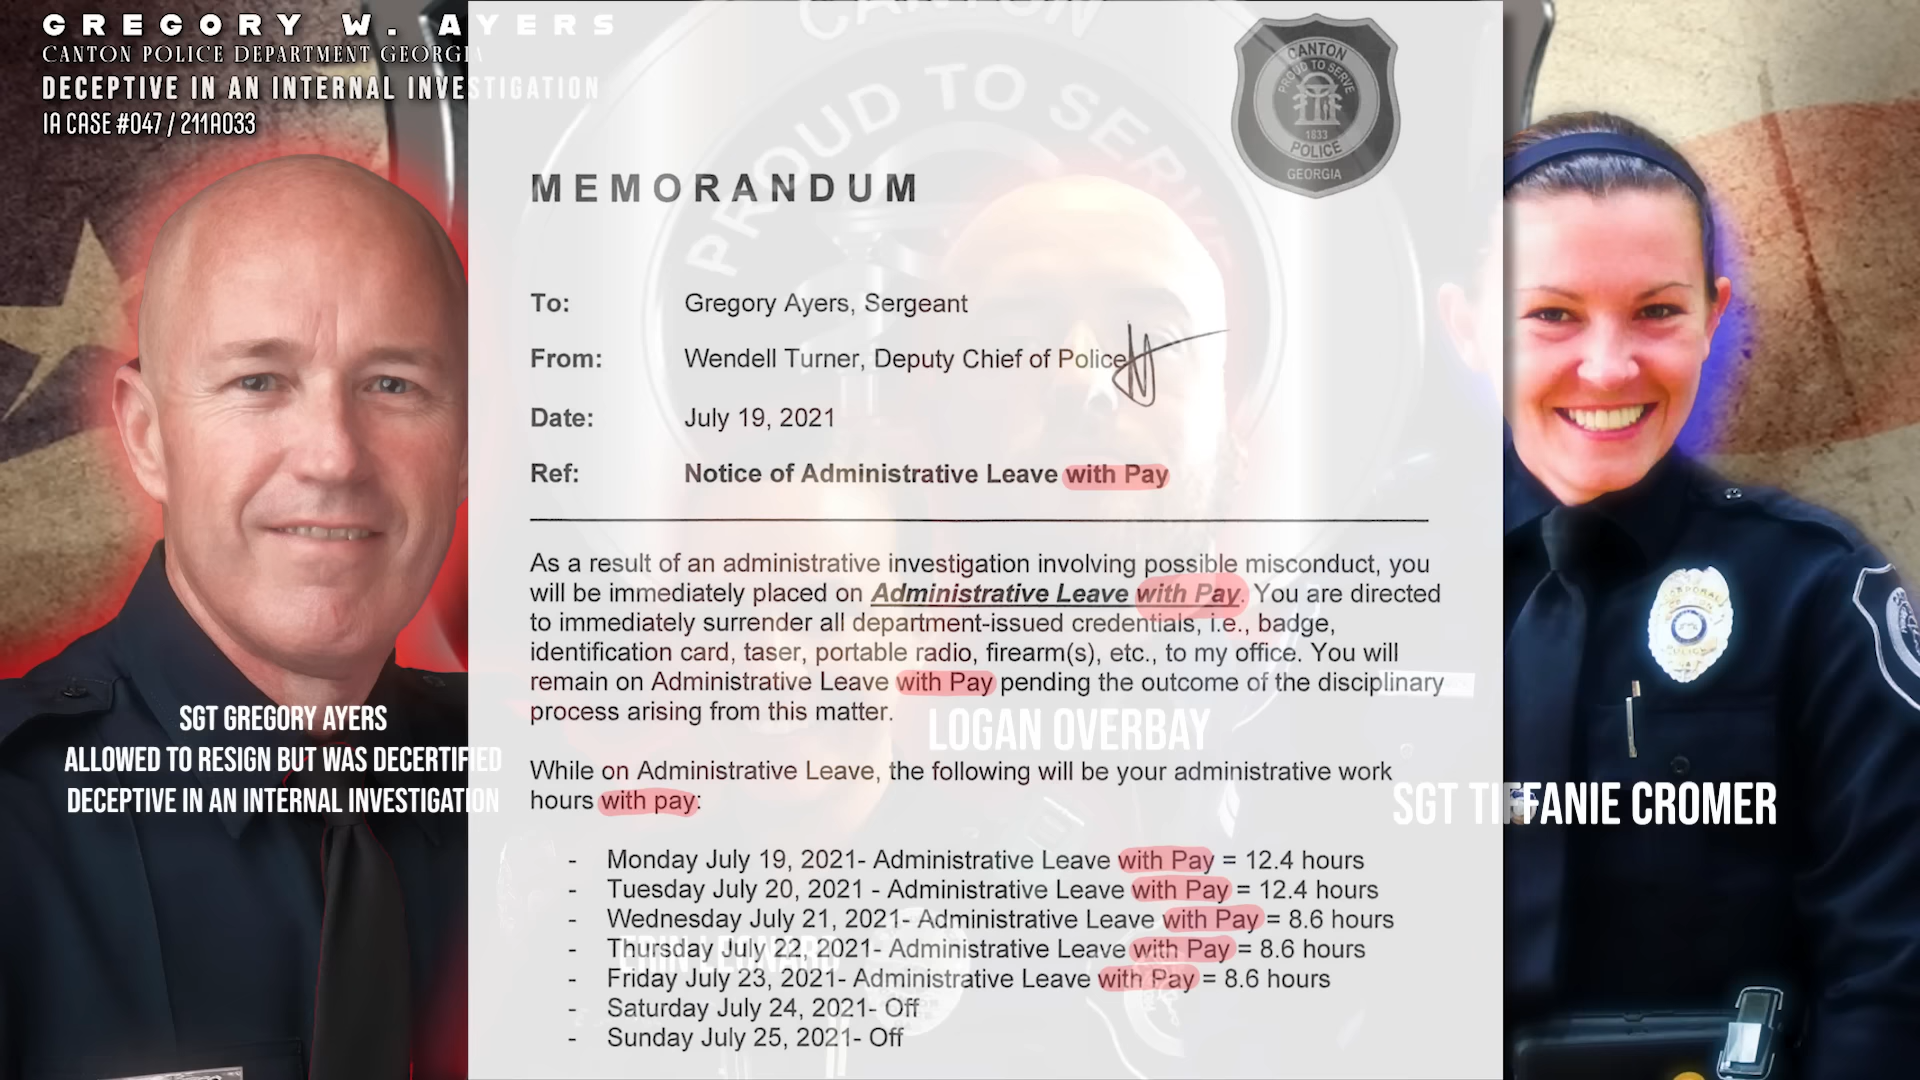 GREGORY W. AYERS
CANTON POLICE DEPARTMENT GEORGIA
DECEPTIVE IN AN INTERNAL INVESTIGATION
IA CASE #047 / 211A033
CANTON
PROUD TO SERVE
CANTON
PROUD TO SERVE
1833
POLICE
GEORGIA
MEMORANDUM
To: Gregory Ayers, Sergeant
From: Wendell Turner, Deputy Chief of Police
Date: July 19, 2021
Ref: Notice of Administrative Leave with Pay
As a result of an administrative investigation involving possible misconduct, you
will be immediately placed on Administrative Leave with Pay. You are directed
to immediately surrender all department-issued credentials, i.e., badge,
identification card, taser, portable radio, firearm(s), etc., to my office. You will
remain on Administrative Leave with Pay pending the outcome of the disciplinary
process arising from this matter.
While on Administrative Leave, the following will be your administrative work
hours with pay:
- Monday July 19, 2021- Administrative Leave with Pay = 12.4 hours
- Tuesday July 20, 2021 - Administrative Leave with Pay = 12.4 hours
- Wednesday July 21, 2021- Administrative Leave with Pay = 8.6 hours
- Thursday July 22, 2021- Administrative Leave with Pay = 8.6 hours
- Friday July 23, 2021- Administrative Leave with Pay = 8.6 hours
- Saturday July 24, 2021- Off
- Sunday July 25, 2021- Off
SGT GREGORY AYERS
ALLOWED TO RESIGN BUT WAS DECERTIFIED
DECEPTIVE IN AN INTERNAL INVESTIGATION
LOGAN OVERBAY
ERIN LEONARD
SGT TIFFANIE CROMER
CORPORAL
POLICE